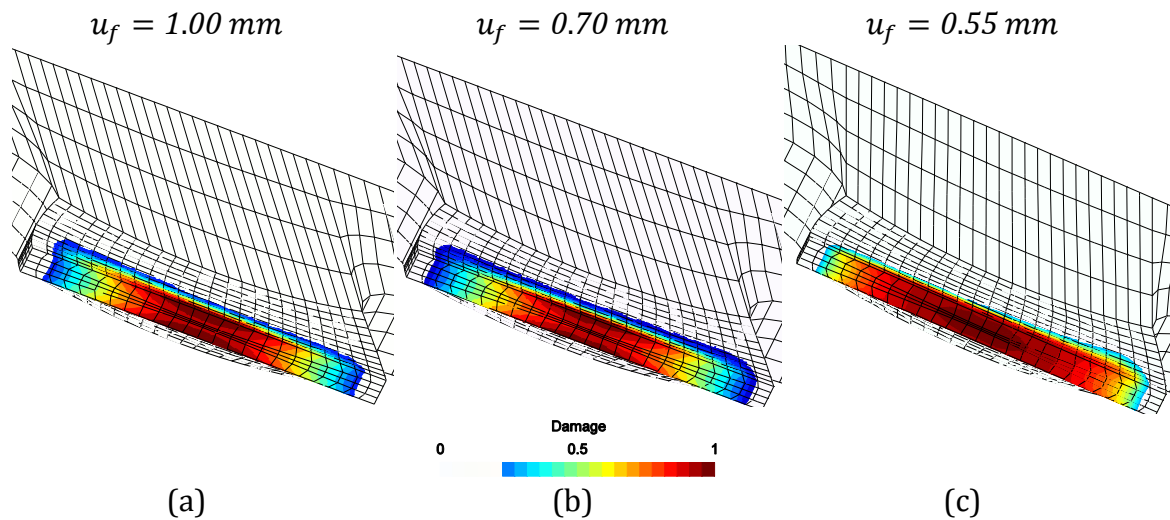 u_f = 1.00 mm
u_f = 0.70 mm
u_f = 0.55 mm
Damage
0 0.5 1
(a)
(b)
(c)